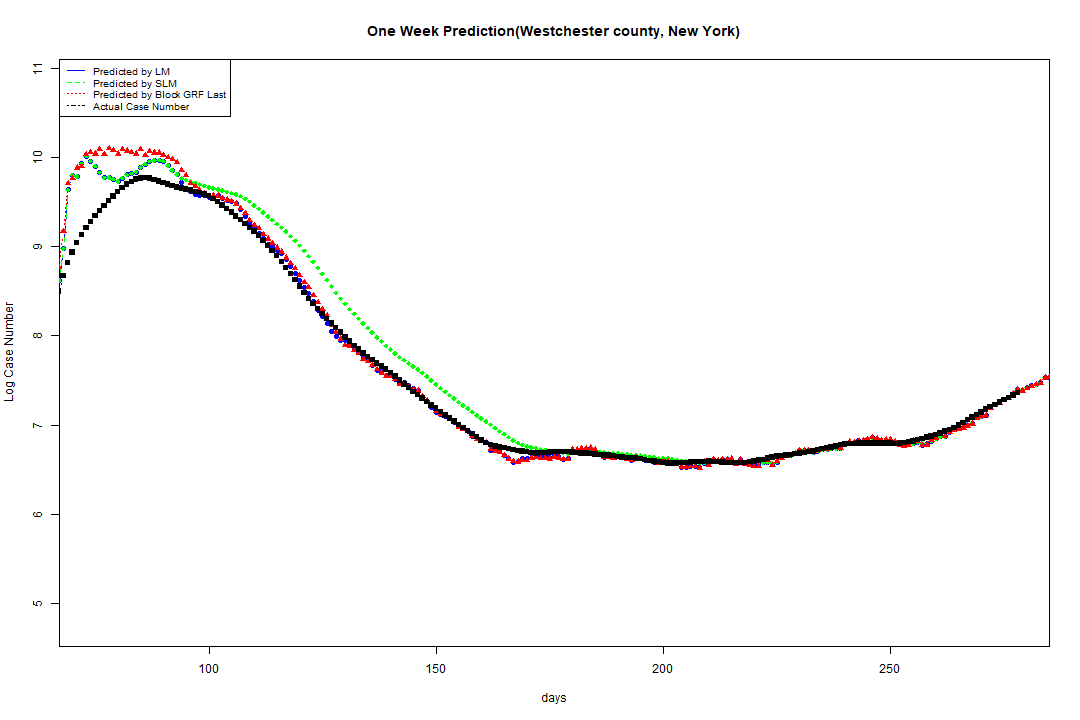 One Week Prediction(Westchester county, New York)
Predicted by LM
Predicted by SLM
Predicted by Block GRF Last
Actual Case Number
11
10
9
8
7
6
5
Log Case Number
100 150 200 250
days